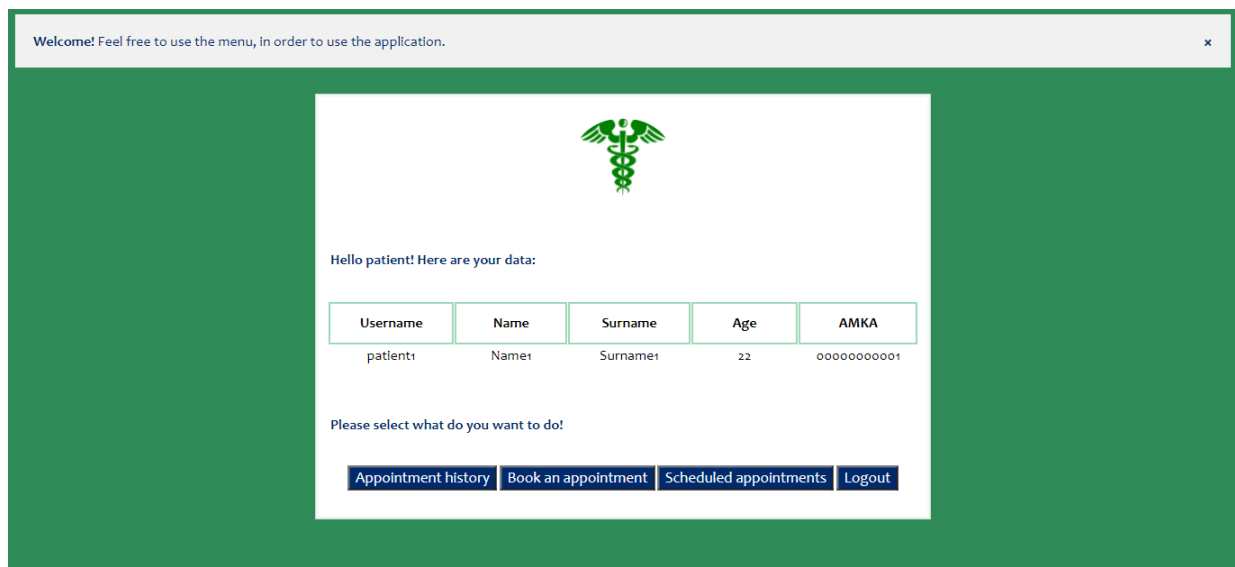 Welcome! Feel free to use the menu, in order to use the application. ×
Hello patient! Here are your data:
Username Name Surname Age AMKA
patient1 Name1 Surname1 22 00000000001
Please select what do you want to do!
Appointment history Book an appointment Scheduled appointments Logout